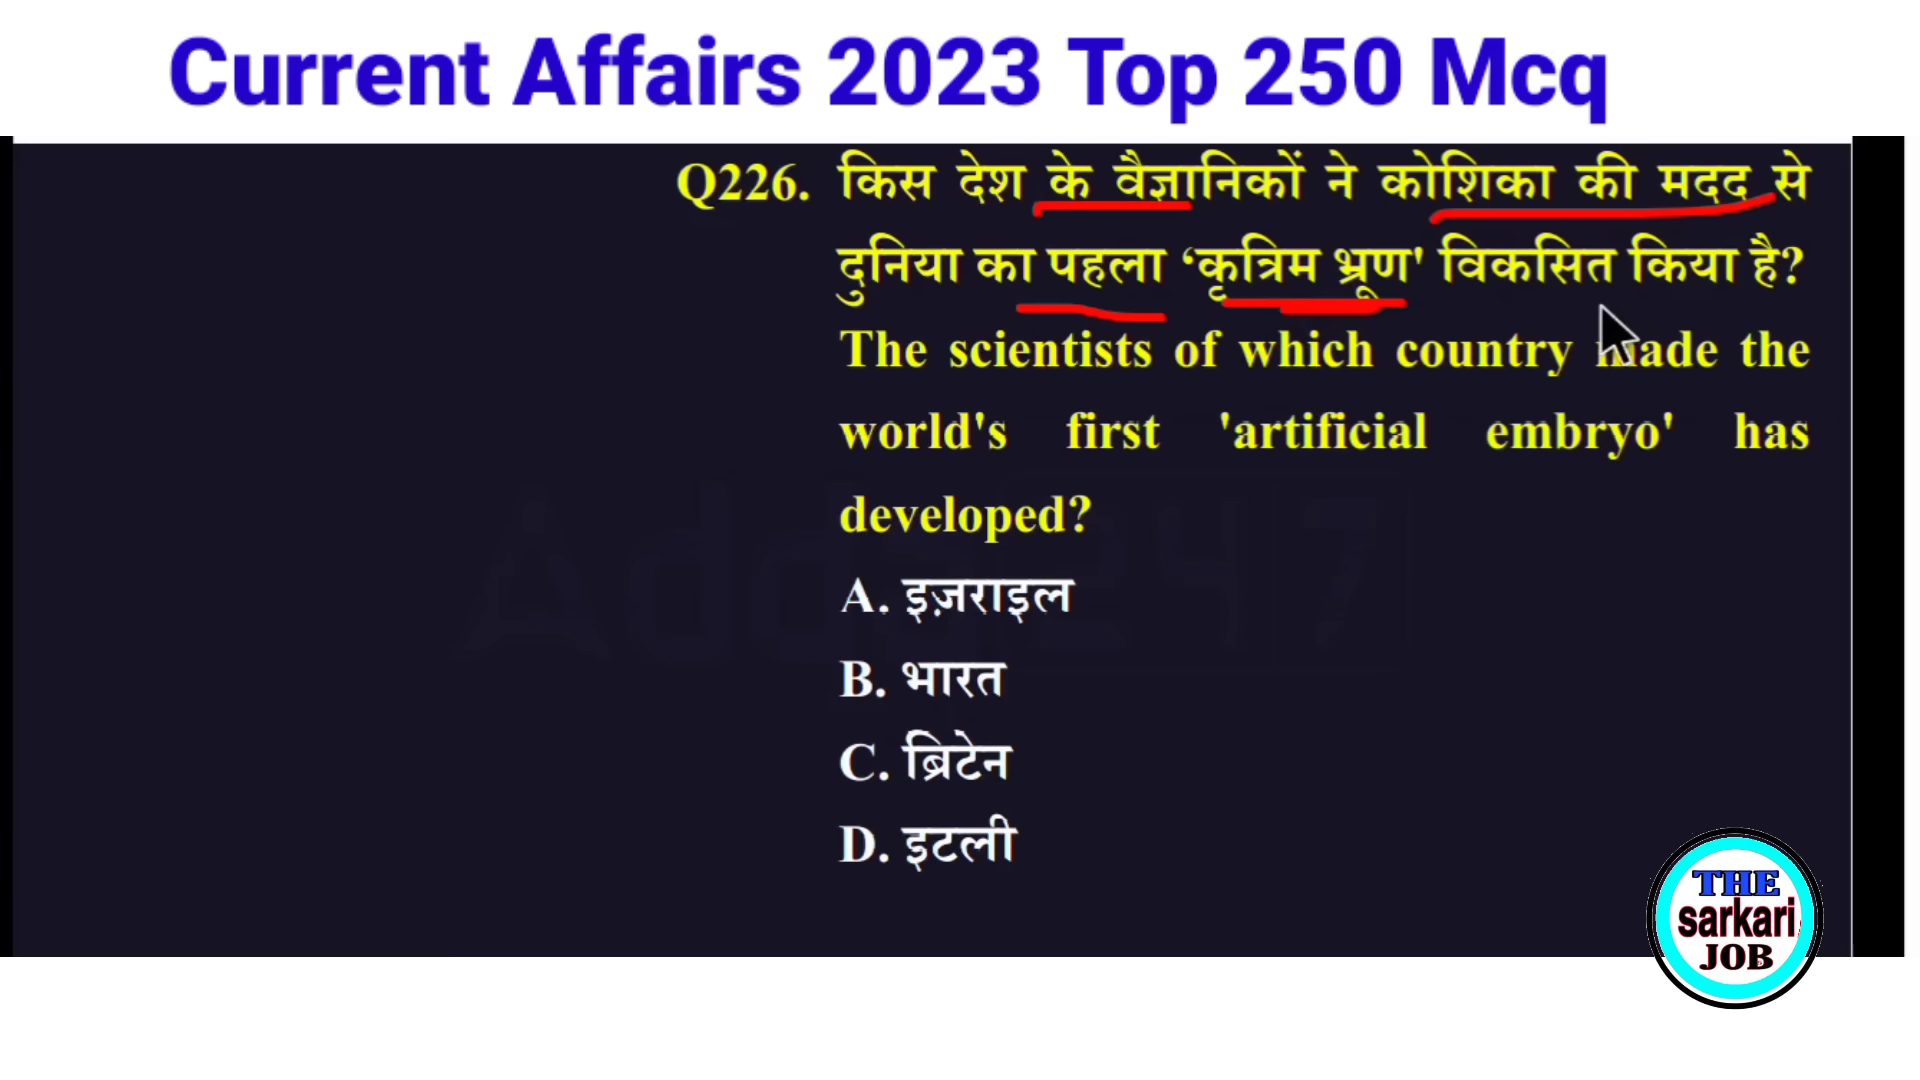 Current Affairs 2023 Top 250 Mcq
Q226. किस देश के वैज्ञानिकों ने कोशिका की मदद से
दुनिया का पहला ‘कृत्रिम भ्रूण' विकसित किया है?
The scientists of which country made the
world's first 'artificial embryo' has
developed?
A. इज़राइल
B. भारत
C. ब्रिटेन
D. इटली
THE
sarkari
JOB